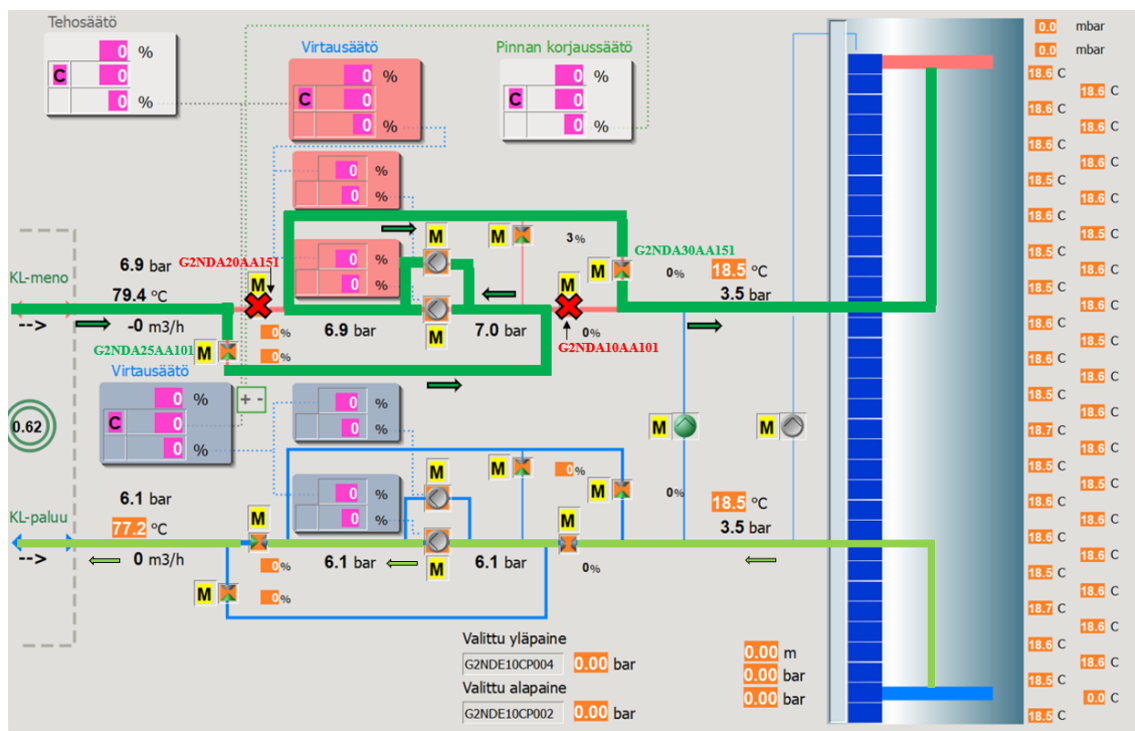 Tehosäätö
0 %
C 0
0 %
Virtausäätö
0 %
C 0
0 %
Pinnan korjaussäätö
0 %
C 0
0 %
0 %
0 %
0 %
0 %
M
M
3%
G2NDA30AA151
M
0%
18.5 °C
3.5 bar
G2NDA20AA151
M
M
KL-meno
6.9 bar
79.4 °C
-->
-0 m3/h
0%
6.9 bar
M
7.0 bar
0%
G2NDA10AA101
G2NDA25AA101
M
0%
Virtausäätö
0 %
C 0
0 %
+ -
0 %
0 %
0.62
M
M
0 %
0 %
M
M
0%
M
0%
18.5 °C
3.5 bar
KL-paluu
6.1 bar
77.2 °C
-->
0 m3/h
M
0%
6.1 bar
M
6.1 bar
M
0%
M
0%
Valittu yläpaine
G2NDE10CP004
0.00 bar
Valittu alapaine
G2NDE10CP002
0.00 bar
0.00 m
0.00 bar
0.00 bar
0.0 mbar
0.0 mbar
18.6 C
18.6 C
18.6 C
18.6 C
18.6 C
18.6 C
18.5 C
18.6 C
18.6 C
18.5 C
18.5 C
18.6 C
18.5 C
18.5 C
18.6 C
18.6 C
18.5 C
18.6 C
18.5 C
18.6 C
18.7 C
18.6 C
18.5 C
18.5 C
18.6 C
18.6 C
18.6 C
18.6 C
18.5 C
18.6 C
18.7 C
18.6 C
18.6 C
18.6 C
18.5 C
0.0 C
18.5 C